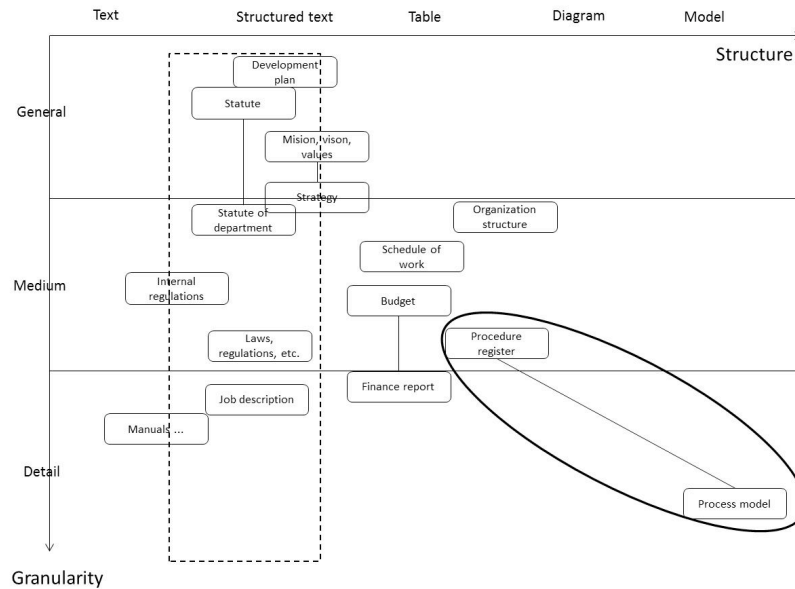 Text
Structured text
Table
Diagram
Model
Structure
Development
plan
General
Statute
Mision, vison,
values
Strategy
Statute of
department
Organization
structure
Schedule of
work
Medium
Internal
regulations
Budget
Laws,
regulations, etc.
Procedure
register
Finance report
Job description
Manuals ...
Detail
Process model
Granularity